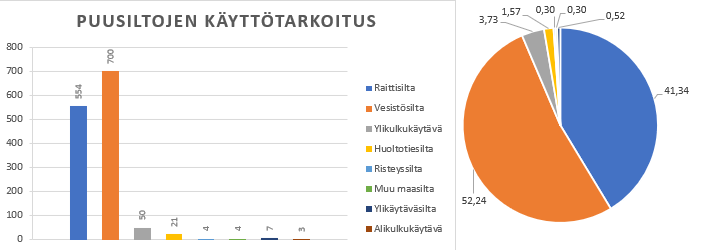 PUUSILTOJEN KÄYTTÖTARKOITUS
800
700
600
500
400
300
200
100
0
554
700
50
21
4
4
7
3
Raittisilta
Vesistösilta
Ylikulkukäytävä
Huoltotiesilta
Risteyssilta
Muu maasilta
Ylikäytäväsilta
Alikulkukäytävä
3,73
1,57
0,30
0,30
0,52
41,34
52,24